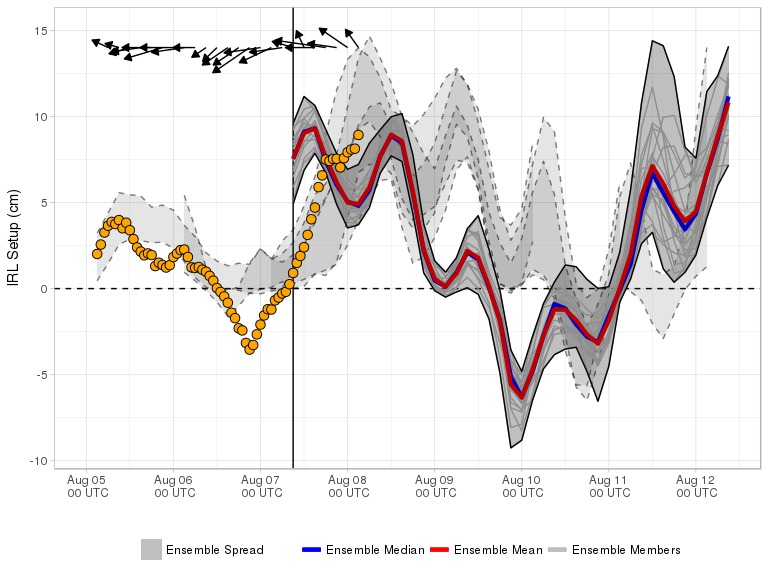 IRL Setup (cm)
15
10
5
0
-5
-10
Aug 05 Aug 06 Aug 07 Aug 08 Aug 09 Aug 10 Aug 11 Aug 12
00 UTC 00 UTC 00 UTC 00 UTC 00 UTC 00 UTC 00 UTC 00 UTC
Ensemble Spread Ensemble Median Ensemble Mean Ensemble Members